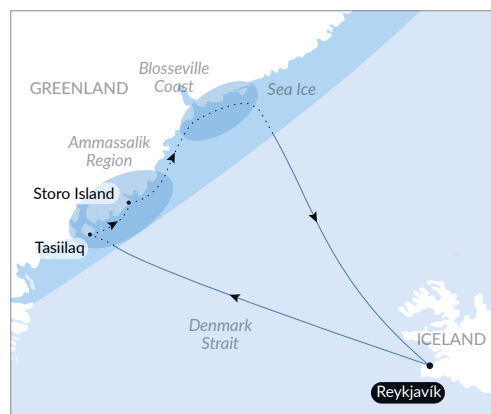 Blosseville
Coast
GREENLAND
Sea Ice
Ammassalik
Region
Storo Island
Tasiilaq
Denmark
Strait
ICELAND
Reykjavík